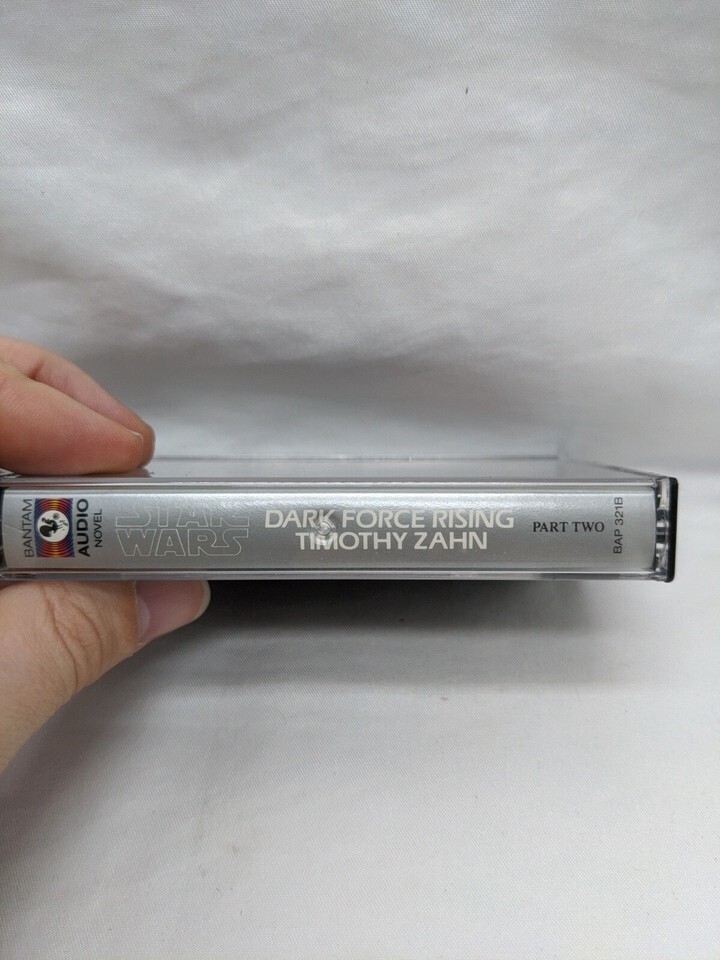 BANTAM
AUDIO
NOVEL
STAR
WARS
DARK FORCE RISING
TIMOTHY ZAHN
PART TWO
BAP 321B